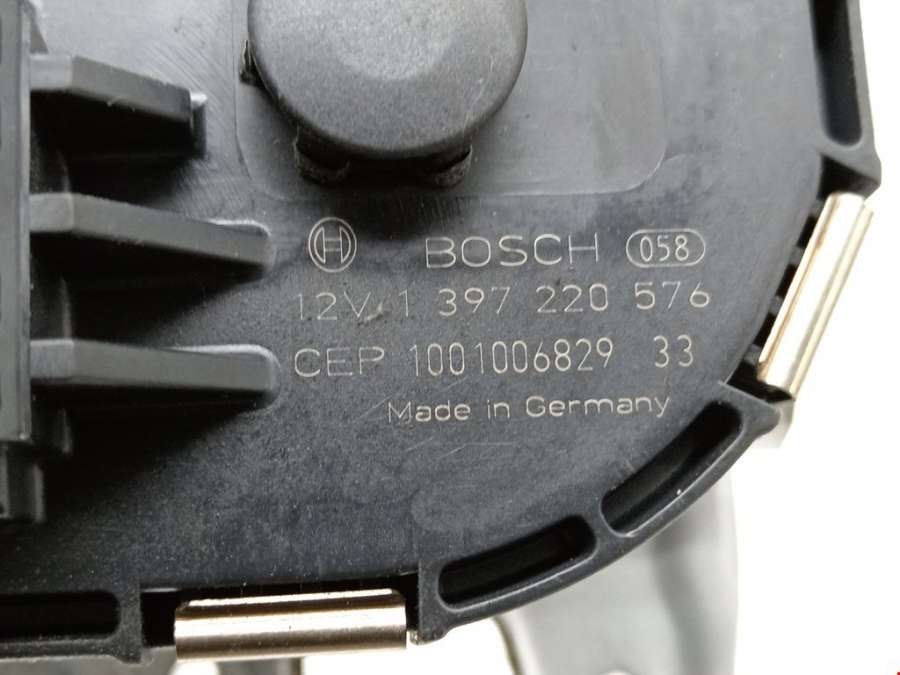 BOSCH 058
12V 1 397 220 576
CEP 1001006829 33
Made in Germany